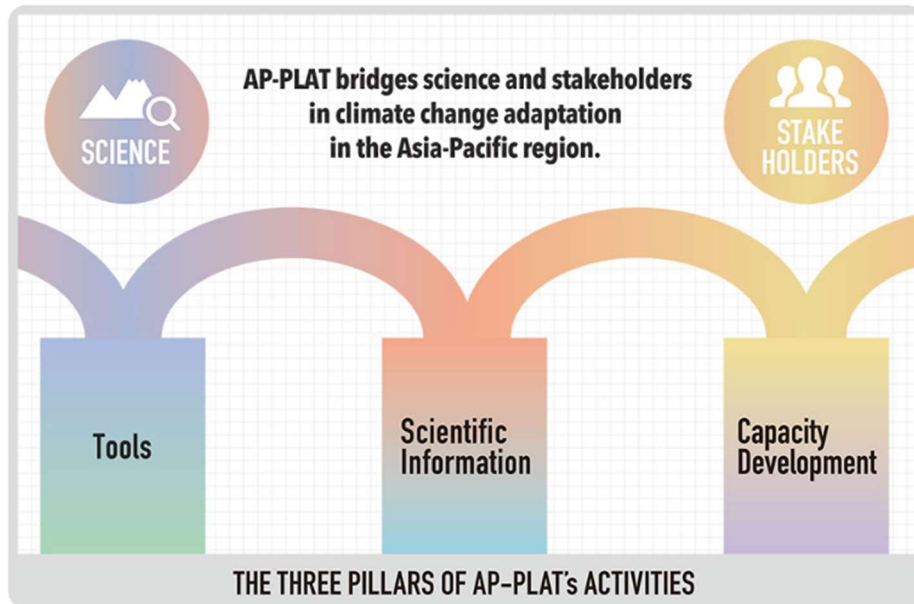 SCIENCE
AP-PLAT bridges science and stakeholders
in climate change adaptation
in the Asia-Pacific region.
STAKE
HOLDERS
Tools
Scientific
Information
Capacity
Development
THE THREE PILLARS OF AP-PLAT's ACTIVITIES